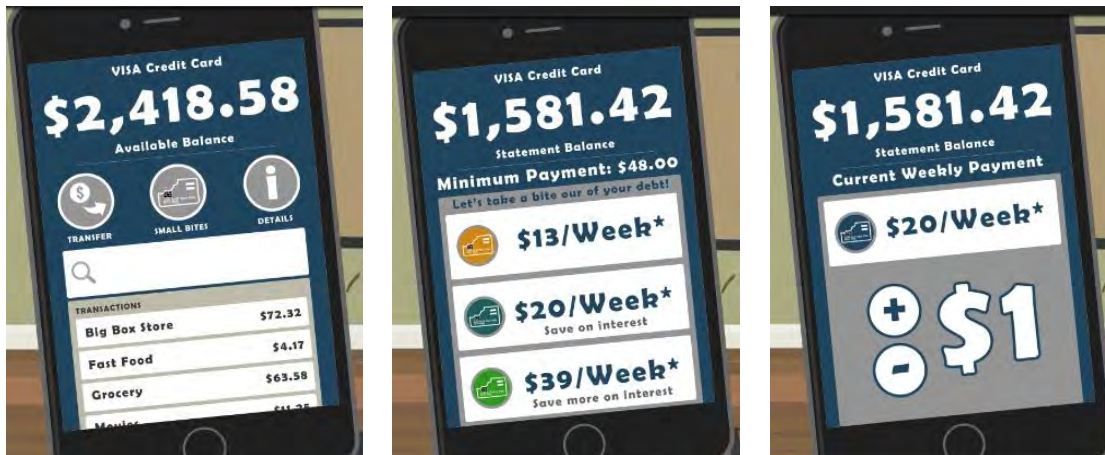 VISA Credit Card
$2,418.58
Available Balance
TRANSFER
SMALL BITES
DETAILS
TRANSACTIONS
Big Box Store $72.32
Fast Food $4.17
Grocery $63.58
Movies $11.25
VISA Credit Card
$1,581.42
Statement Balance
Minimum Payment: $48.00
Let's take a bite our of your debt!
$13/Week*
$20/Week*
Save on interest
$39/Week*
Save more on interest
VISA Credit Card
$1,581.42
Statement Balance
Current Weekly Payment
$20/Week*
+
$1
-